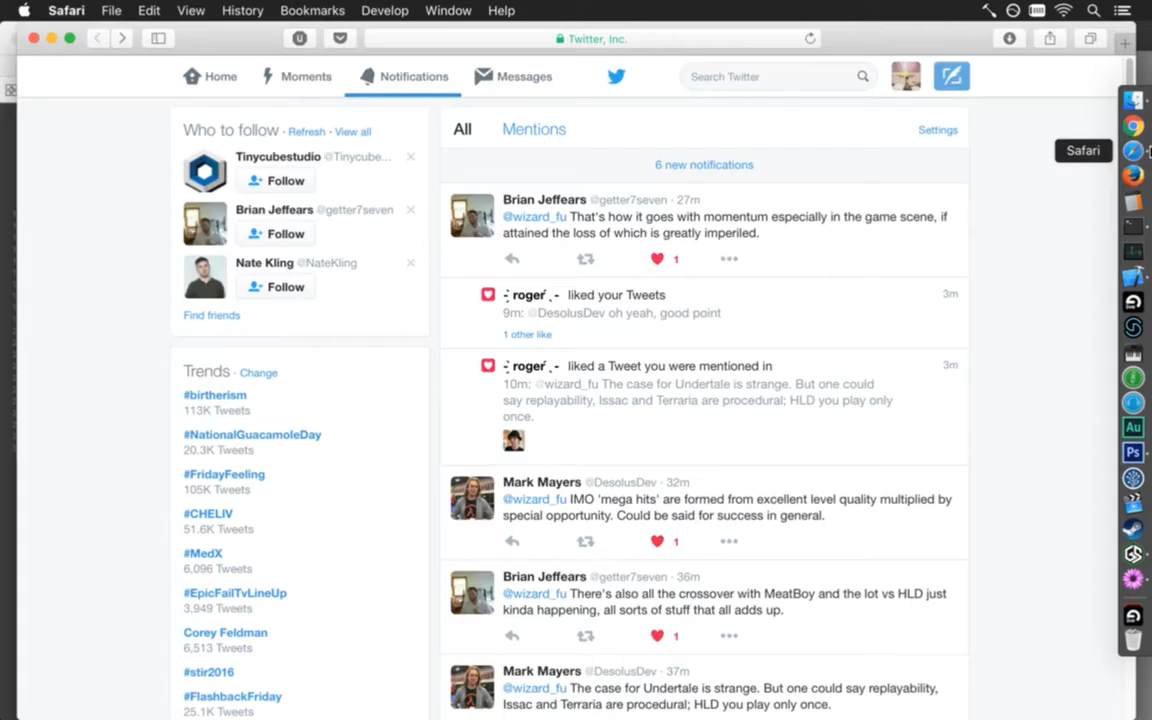 Safari File Edit View History Bookmarks Develop Window Help
Twitter, Inc.
Home Moments Notifications Messages Search Twitter
Who to follow · Refresh · View all
Tinycubestudio @Tinycube...
Follow
Brian Jeffears @getter7seven
Follow
Nate Kling @NateKling
Follow
Find friends
Trends · Change
#birtherism
113K Tweets
#NationalGuacamoleDay
20.3K Tweets
#FridayFeeling
105K Tweets
#CHELIV
51.6K Tweets
#MedX
6,096 Tweets
#EpicFailTvLineUp
3,949 Tweets
Corey Feldman
6,513 Tweets
#stir2016
#FlashbackFriday
25.1K Tweets
All Mentions Settings
6 new notifications
Brian Jeffears @getter7seven · 27m
@wizard_fu That's how it goes with momentum especially in the game scene, if
attained the loss of which is greatly imperiled.
1
roger liked your Tweets 3m
9m: @DesolusDev oh yeah, good point
1 other like
roger liked a Tweet you were mentioned in 3m
10m: @wizard_fu The case for Undertale is strange. But one could
say replayability, Issac and Terraria are procedural; HLD you play only
once.
Mark Mayers @DesolusDev · 32m
@wizard_fu IMO 'mega hits' are formed from excellent level quality multiplied by
special opportunity. Could be said for success in general.
1
Brian Jeffears @getter7seven · 36m
@wizard_fu There's also all the crossover with MeatBoy and the lot vs HLD just
kinda happening, all sorts of stuff that all adds up.
1
Mark Mayers @DesolusDev · 37m
@wizard_fu The case for Undertale is strange. But one could say replayability,
Issac and Terraria are procedural; HLD you play only once.
Safari
Au
Ps